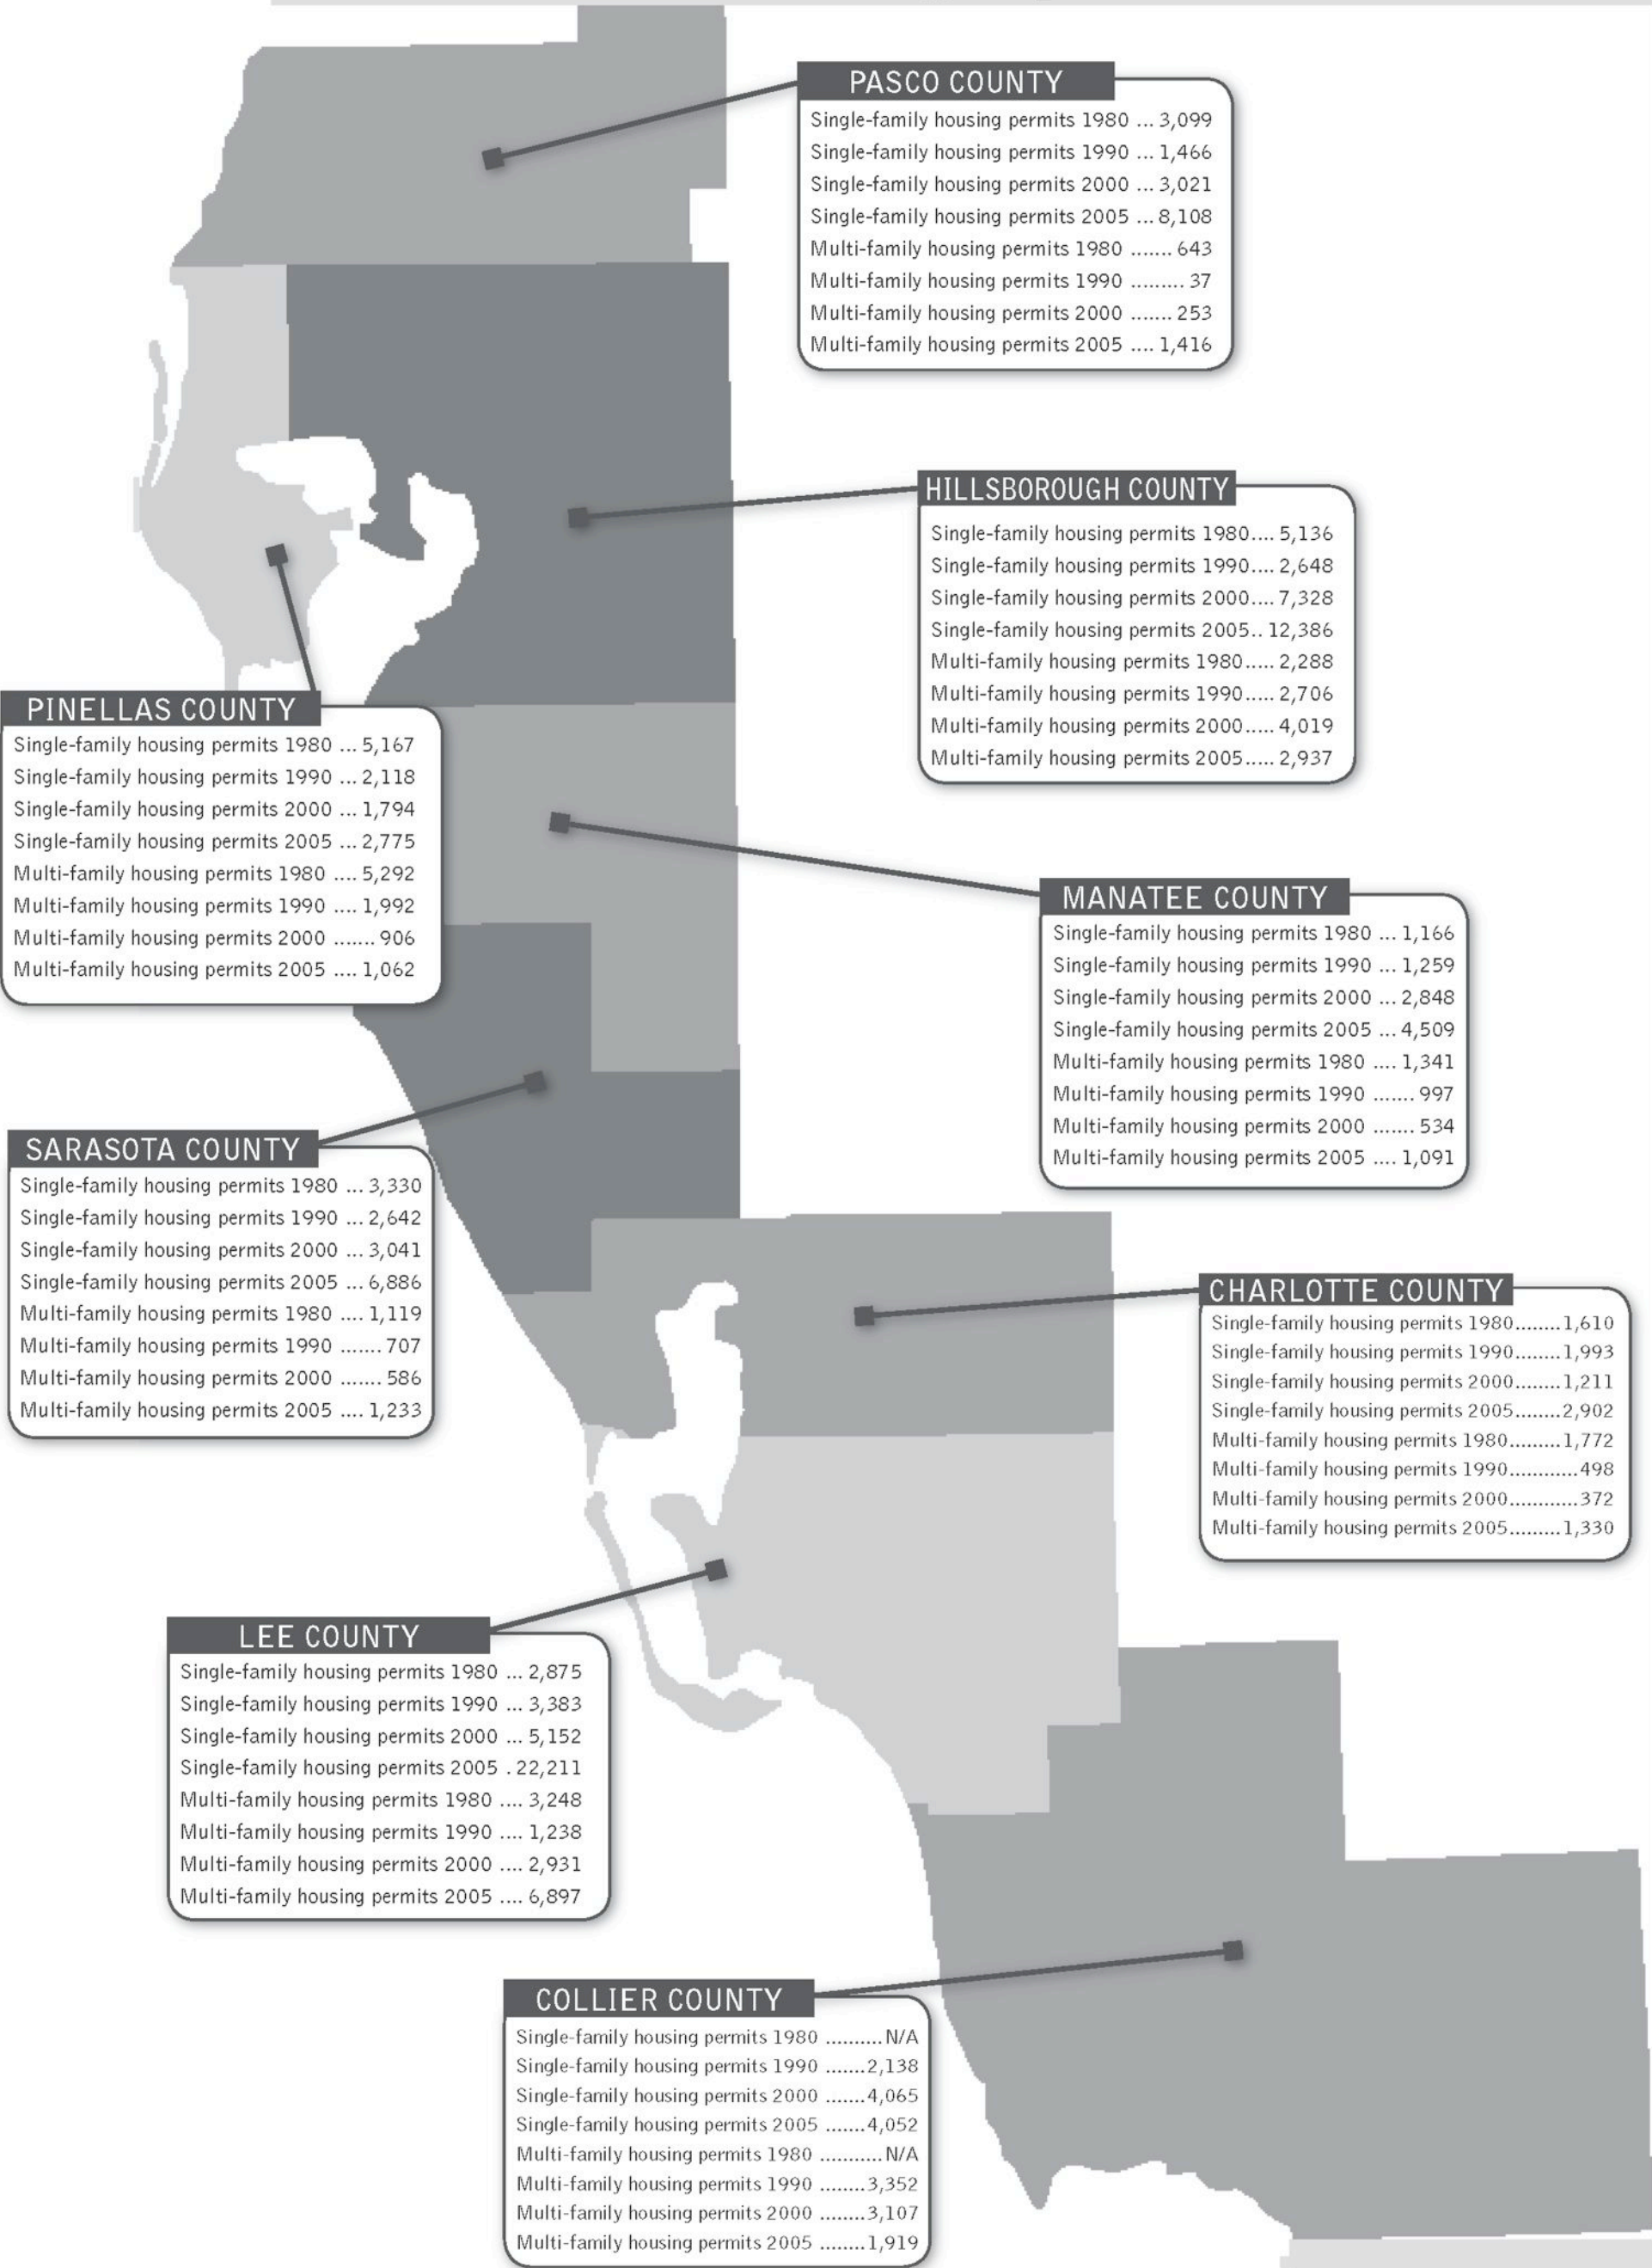 PASCO COUNTY
Single-family housing permits 1980 ... 3,099
Single-family housing permits 1990 ... 1,466
Single-family housing permits 2000 ... 3,021
Single-family housing permits 2005 ... 8,108
Multi-family housing permits 1980 ....... 643
Multi-family housing permits 1990 ......... 37
Multi-family housing permits 2000 ....... 253
Multi-family housing permits 2005 .... 1,416
HILLSBOROUGH COUNTY
Single-family housing permits 1980.... 5,136
Single-family housing permits 1990.... 2,648
Single-family housing permits 2000.... 7,328
Single-family housing permits 2005.. 12,386
Multi-family housing permits 1980..... 2,288
Multi-family housing permits 1990..... 2,706
Multi-family housing permits 2000..... 4,019
Multi-family housing permits 2005..... 2,937
PINELLAS COUNTY
Single-family housing permits 1980 ... 5,167
Single-family housing permits 1990 ... 2,118
Single-family housing permits 2000 ... 1,794
Single-family housing permits 2005 ... 2,775
Multi-family housing permits 1980 .... 5,292
Multi-family housing permits 1990 .... 1,992
Multi-family housing permits 2000 ....... 906
Multi-family housing permits 2005 .... 1,062
MANATEE COUNTY
Single-family housing permits 1980 ... 1,166
Single-family housing permits 1990 ... 1,259
Single-family housing permits 2000 ... 2,848
Single-family housing permits 2005 ... 4,509
Multi-family housing permits 1980 .... 1,341
Multi-family housing permits 1990 ....... 997
Multi-family housing permits 2000 ....... 534
Multi-family housing permits 2005 .... 1,091
SARASOTA COUNTY
Single-family housing permits 1980 ... 3,330
Single-family housing permits 1990 ... 2,642
Single-family housing permits 2000 ... 3,041
Single-family housing permits 2005 ... 6,886
Multi-family housing permits 1980 .... 1,119
Multi-family housing permits 1990 ....... 707
Multi-family housing permits 2000 ....... 586
Multi-family housing permits 2005 .... 1,233
CHARLOTTE COUNTY
Single-family housing permits 1980........1,610
Single-family housing permits 1990........1,993
Single-family housing permits 2000........1,211
Single-family housing permits 2005........2,902
Multi-family housing permits 1980.........1,772
Multi-family housing permits 1990............498
Multi-family housing permits 2000............372
Multi-family housing permits 2005.........1,330
LEE COUNTY
Single-family housing permits 1980 ... 2,875
Single-family housing permits 1990 ... 3,383
Single-family housing permits 2000 ... 5,152
Single-family housing permits 2005 . 22,211
Multi-family housing permits 1980 .... 3,248
Multi-family housing permits 1990 .... 1,238
Multi-family housing permits 2000 .... 2,931
Multi-family housing permits 2005 .... 6,897
COLLIER COUNTY
Single-family housing permits 1980 ..........N/A
Single-family housing permits 1990 .......2,138
Single-family housing permits 2000 .......4,065
Single-family housing permits 2005 .......4,052
Multi-family housing permits 1980 ...........N/A
Multi-family housing permits 1990 ........3,352
Multi-family housing permits 2000 ........3,107
Multi-family housing permits 2005 ........1,919